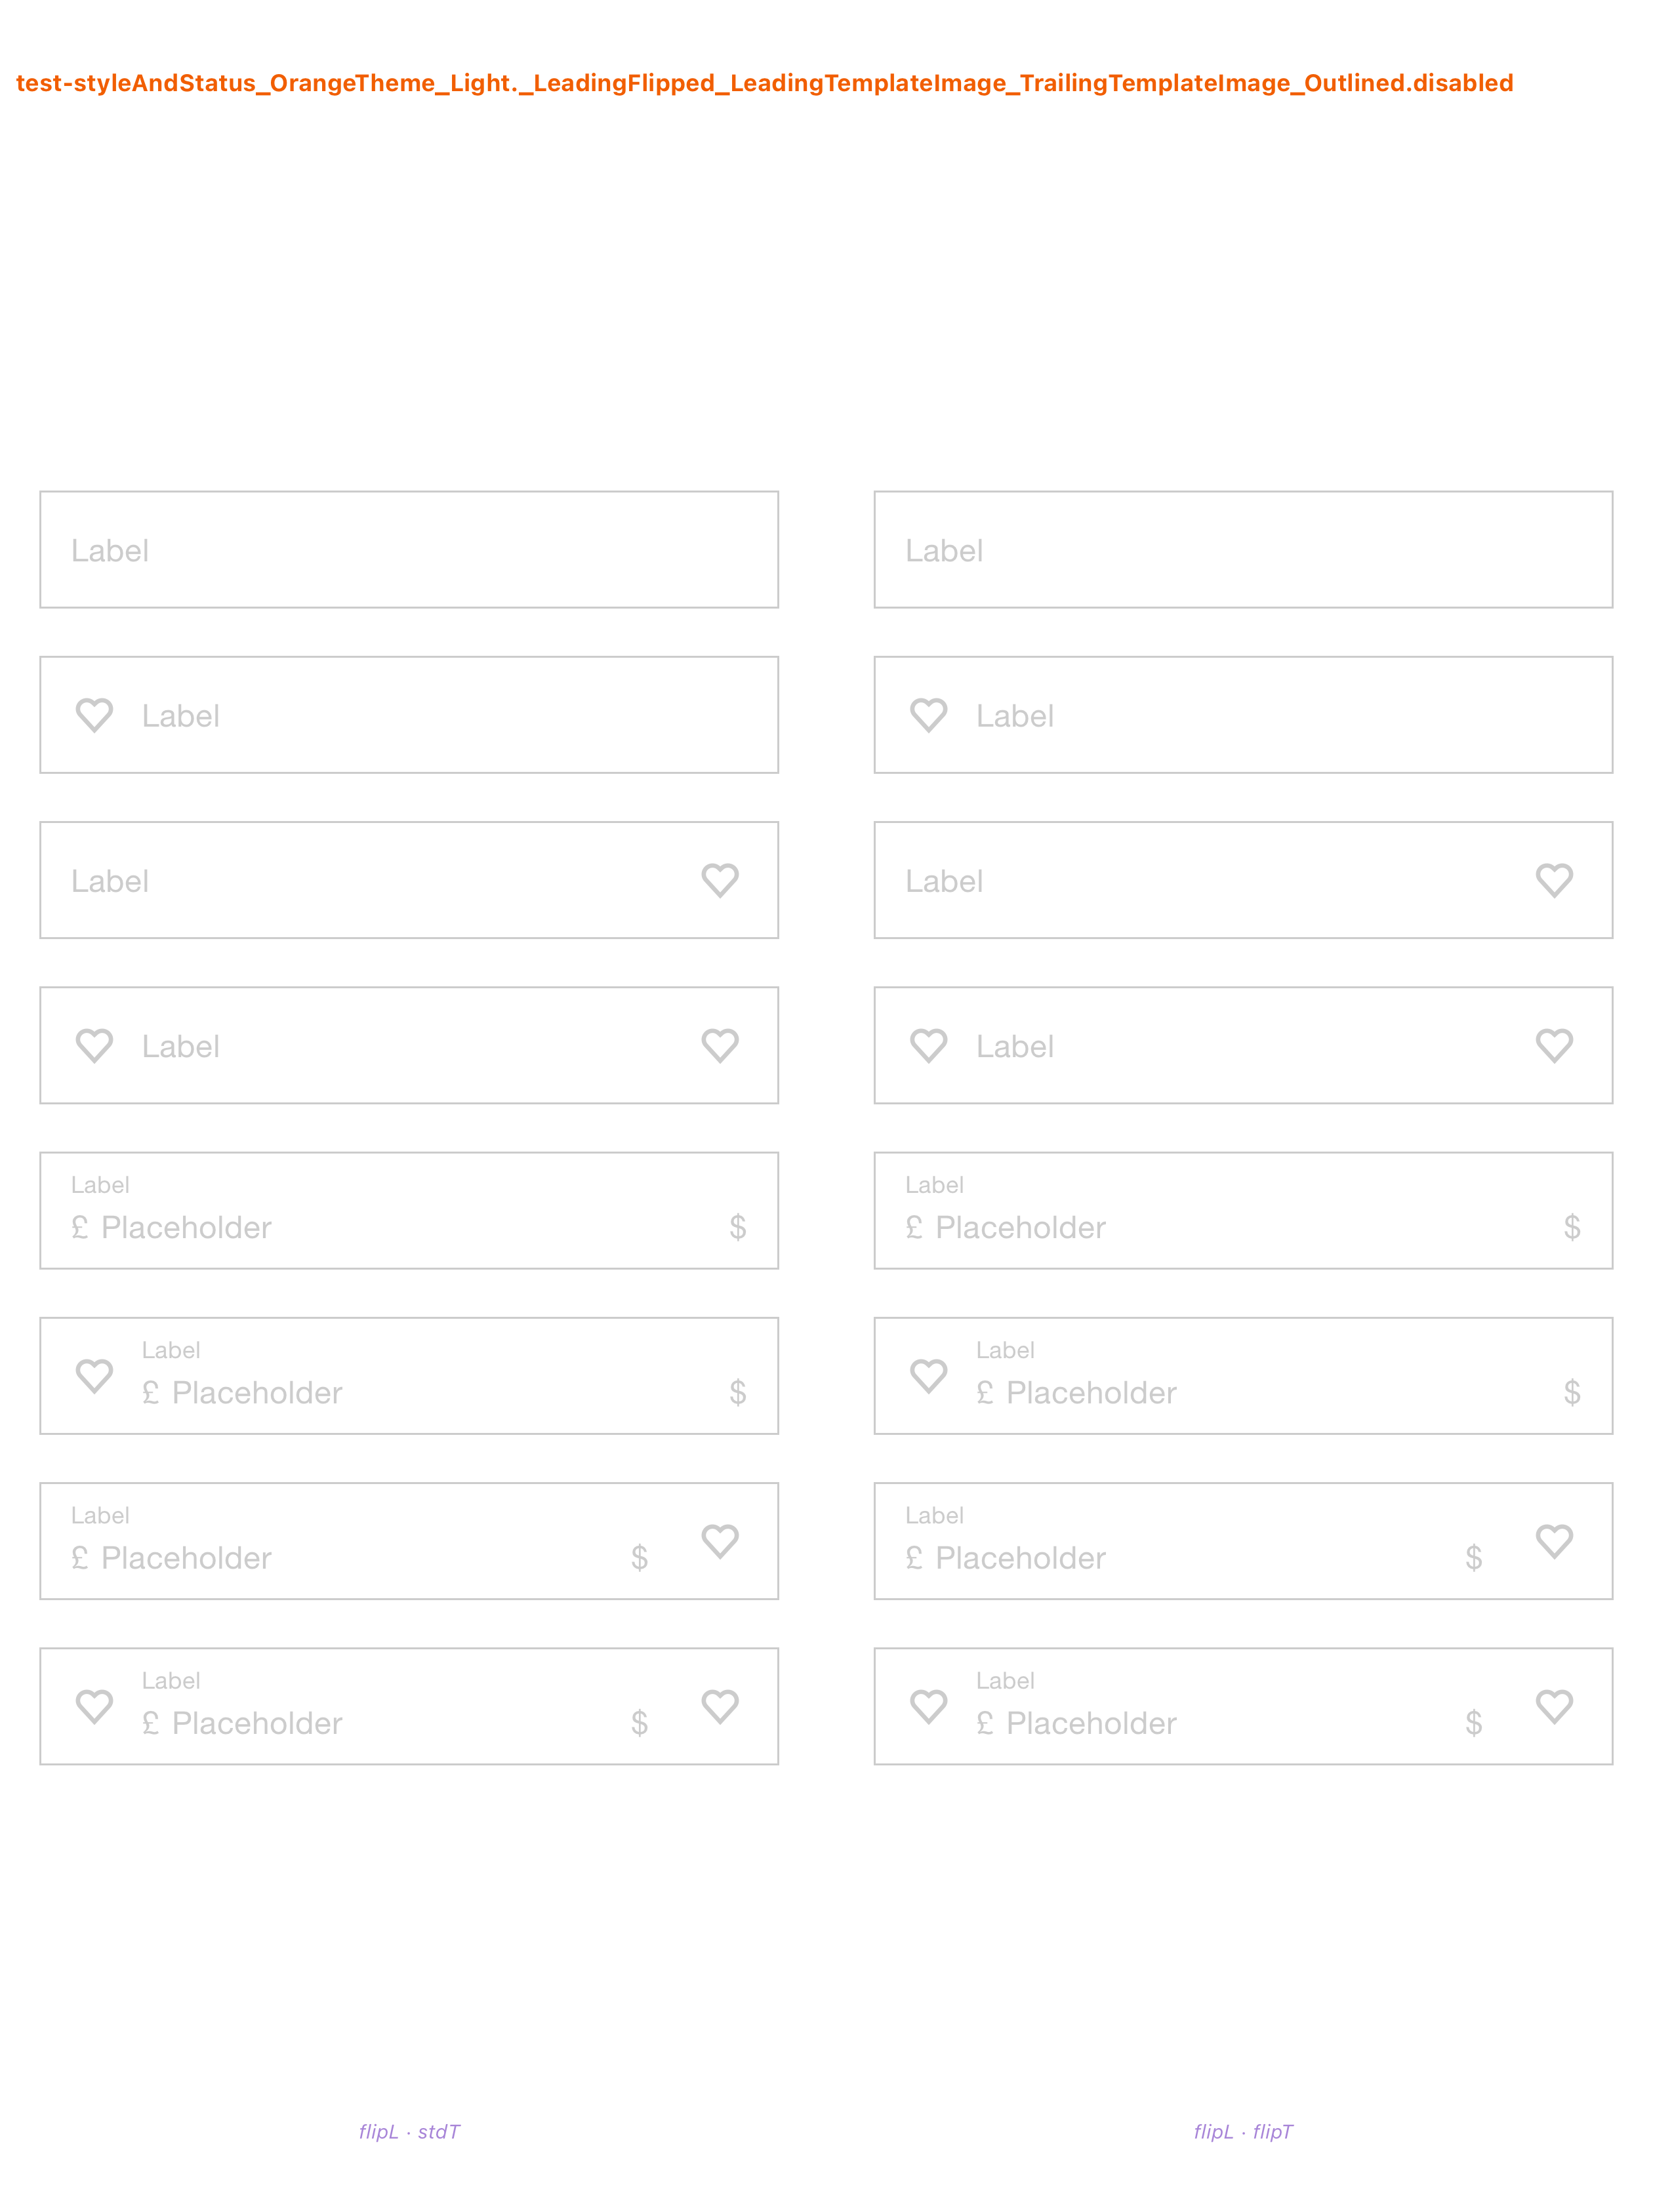 test-styleAndStatus_OrangeTheme_Light._LeadingFlipped_LeadingTemplateImage_TrailingTemplateImage_Outlined.disabled
Label
Label
Label
Label
Label
Label
Label
Label
Label
£ Placeholder $
Label
£ Placeholder $
Label
£ Placeholder $
Label
£ Placeholder $
Label
£ Placeholder $
Label
£ Placeholder $
Label
£ Placeholder $
Label
£ Placeholder $
flipL · stdT
flipL · flipT